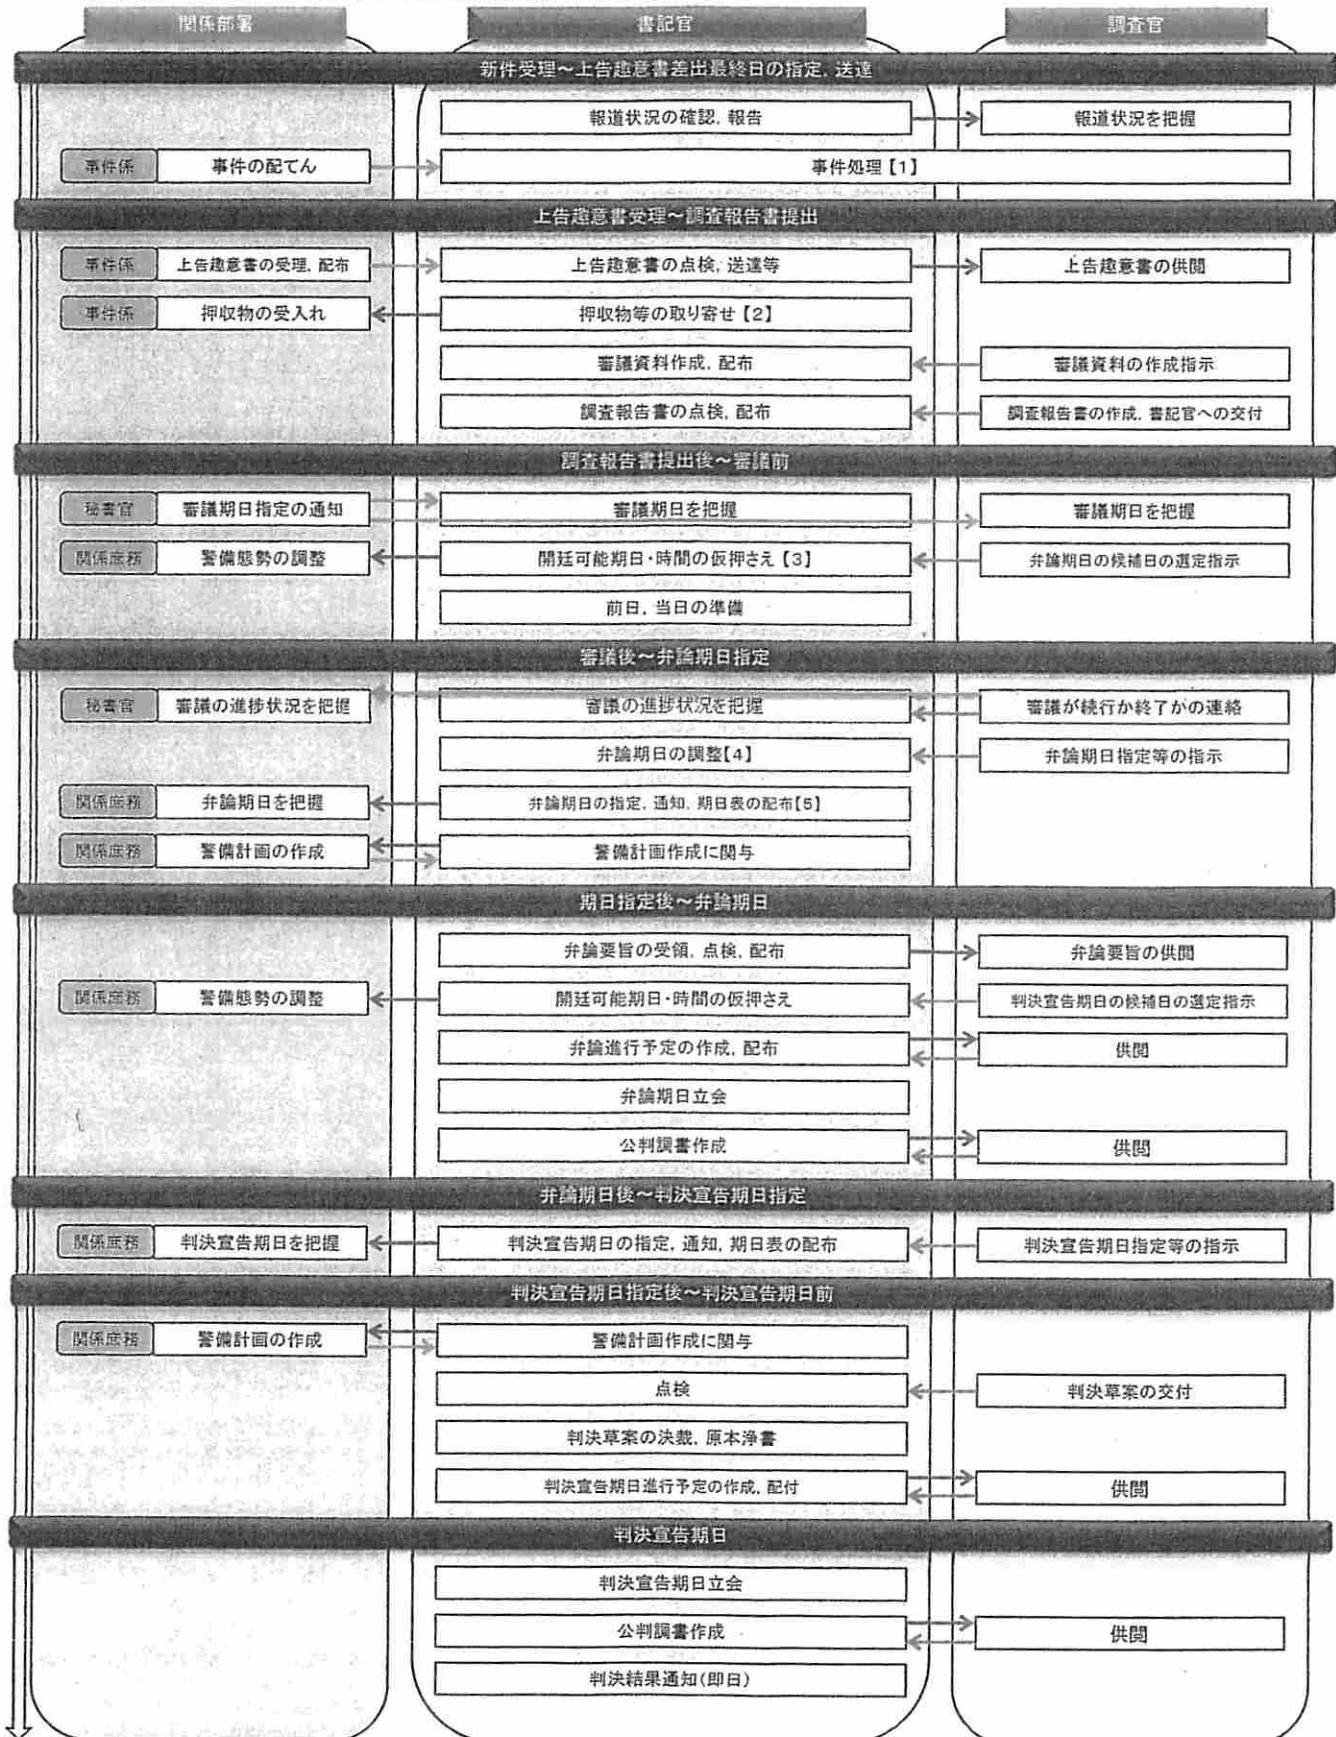 関係部署
書記官
調査官
新件受理～上告趣意書差出最終日の指定，送達
報道状況の確認，報告
報道状況を把握
事件係
事件の配てん
事件処理【1】
上告趣意書受理～調査報告書提出
事件係
上告趣意書の受理，配布
上告趣意書の点検，送達等
上告趣意書の供閲
事件係
押収物の受入れ
押収物等の取り寄せ【2】
審議資料作成，配布
審議資料の作成指示
調査報告書の点検，配布
調査報告書の作成，書記官への交付
調査報告書提出後～審議前
秘書官
審議期日指定の通知
審議期日を把握
審議期日を把握
関係庶務
警備態勢の調整
開廷可能期日・時間の仮押さえ【3】
弁論期日の候補日の選定指示
前日，当日の準備
審議後～弁論期日指定
秘書官
審議の進捗状況を把握
審議の進捗状況を把握
審議が続行か終了かの連絡
弁論期日の調整【4】
弁論期日指定等の指示
関係庶務
弁論期日を把握
弁論期日の指定，通知，期日表の配布【5】
関係庶務
警備計画の作成
警備計画作成に関与
期日指定後～弁論期日
弁論要旨の受領，点検，配布
弁論要旨の供閲
関係庶務
警備態勢の調整
開廷可能期日・時間の仮押さえ
判決宣告期日の候補日の選定指示
弁論進行予定の作成，配布
供閲
弁論期日立会
公判調書作成
供閲
弁論期日後～判決宣告期日指定
関係庶務
判決宣告期日を把握
判決宣告期日の指定，通知，期日表の配布
判決宣告期日指定等の指示
判決宣告期日指定後～判決宣告期日前
関係庶務
警備計画の作成
警備計画作成に関与
点検
判決草案の交付
判決草案の決裁，原本浄書
判決宣告期日進行予定の作成，配付
供閲
判決宣告期日
判決宣告期日立会
公判調書作成
供閲
判決結果通知(即日)